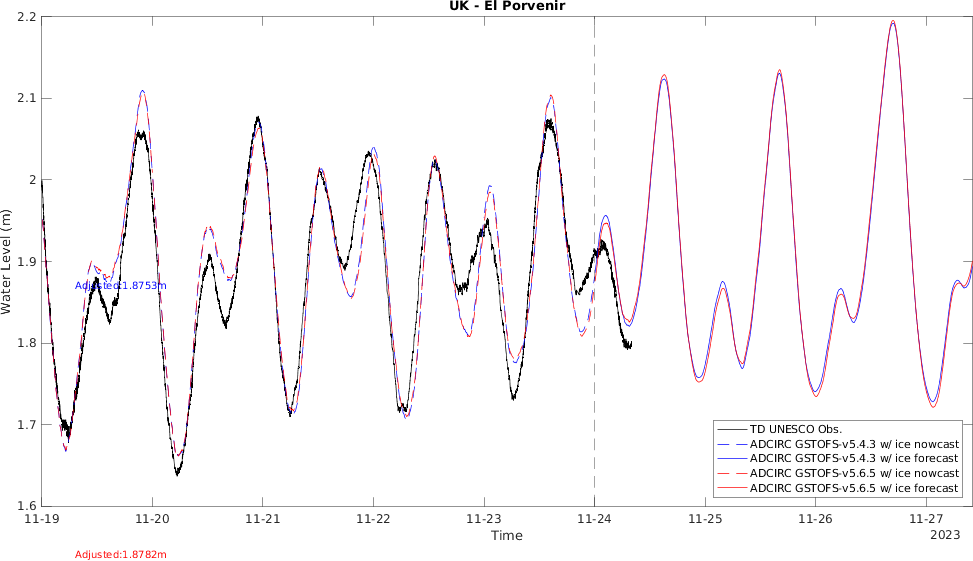 UK - El Porvenir
2.2
2.1
2
1.9
1.8
1.7
1.6
Water Level (m)
Adjusted:1.8753m
TD UNESCO Obs.
ADCIRC GSTOFS-v5.4.3 w/ ice nowcast
ADCIRC GSTOFS-v5.4.3 w/ ice forecast
ADCIRC GSTOFS-v5.6.5 w/ ice nowcast
ADCIRC GSTOFS-v5.6.5 w/ ice forecast
11-19 11-20 11-21 11-22 11-23 11-24 11-25 11-26 11-27
Time
2023
Adjusted:1.8782m